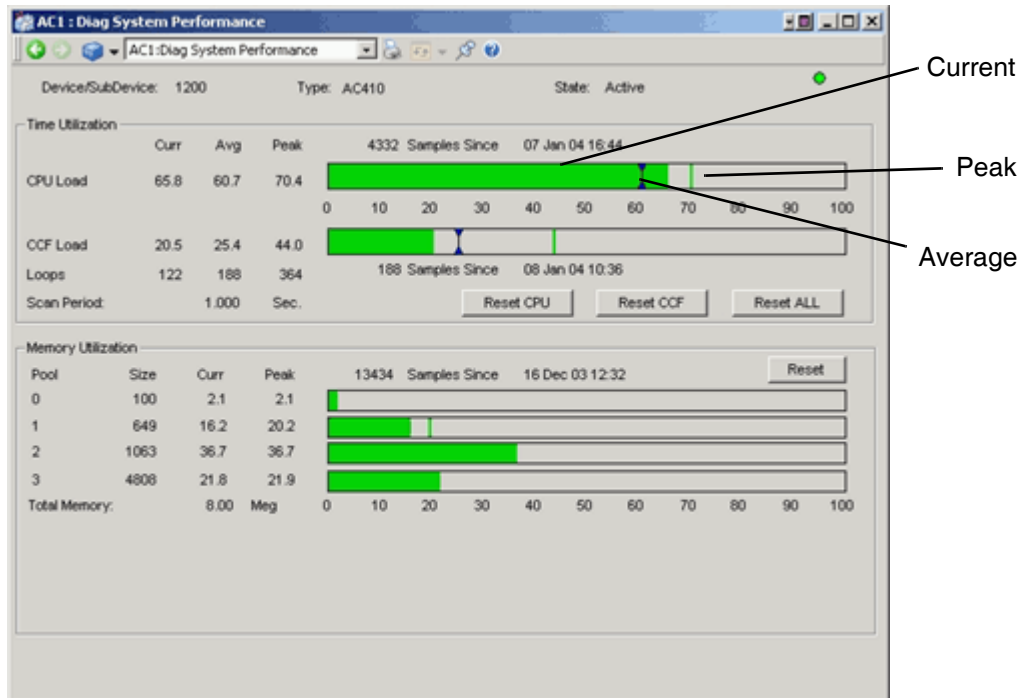 AC1 : Diag System Performance
AC1:Diag System Performance
Device/SubDevice: 1200 Type: AC410 State: Active
Current
Time Utilization
Curr Avg Peak 4332 Samples Since 07 Jan 04 16:44
CPU Load 65.8 60.7 70.4
Peak
0 10 20 30 40 50 60 70 80 90 100
CCF Load 20.5 25.4 44.0
Average
Loops 122 188 364 188 Samples Since 08 Jan 04 10:36
Scan Period: 1.000 Sec. Reset CPU Reset CCF Reset ALL
Memory Utilization
Pool Size Curr Peak 13434 Samples Since 16 Dec 03 12:32 Reset
0 100 2.1 2.1
1 649 16.2 20.2
2 1063 36.7 36.7
3 4808 21.8 21.9
Total Memory: 8.00 Meg 0 10 20 30 40 50 60 70 80 90 100